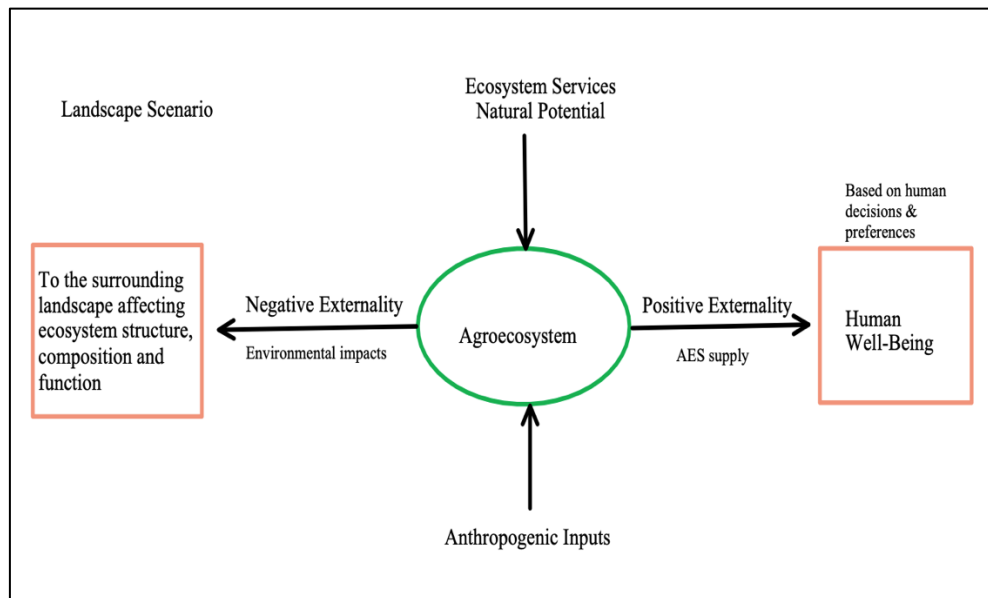 Landscape Scenario
Ecosystem Services
Natural Potential
Based on human
decisions &
preferences
To the surrounding
landscape affecting
ecosystem structure,
composition and
function
Negative Externality
Environmental impacts
Agroecosystem
Positive Externality
AES supply
Human
Well-Being
Anthropogenic Inputs